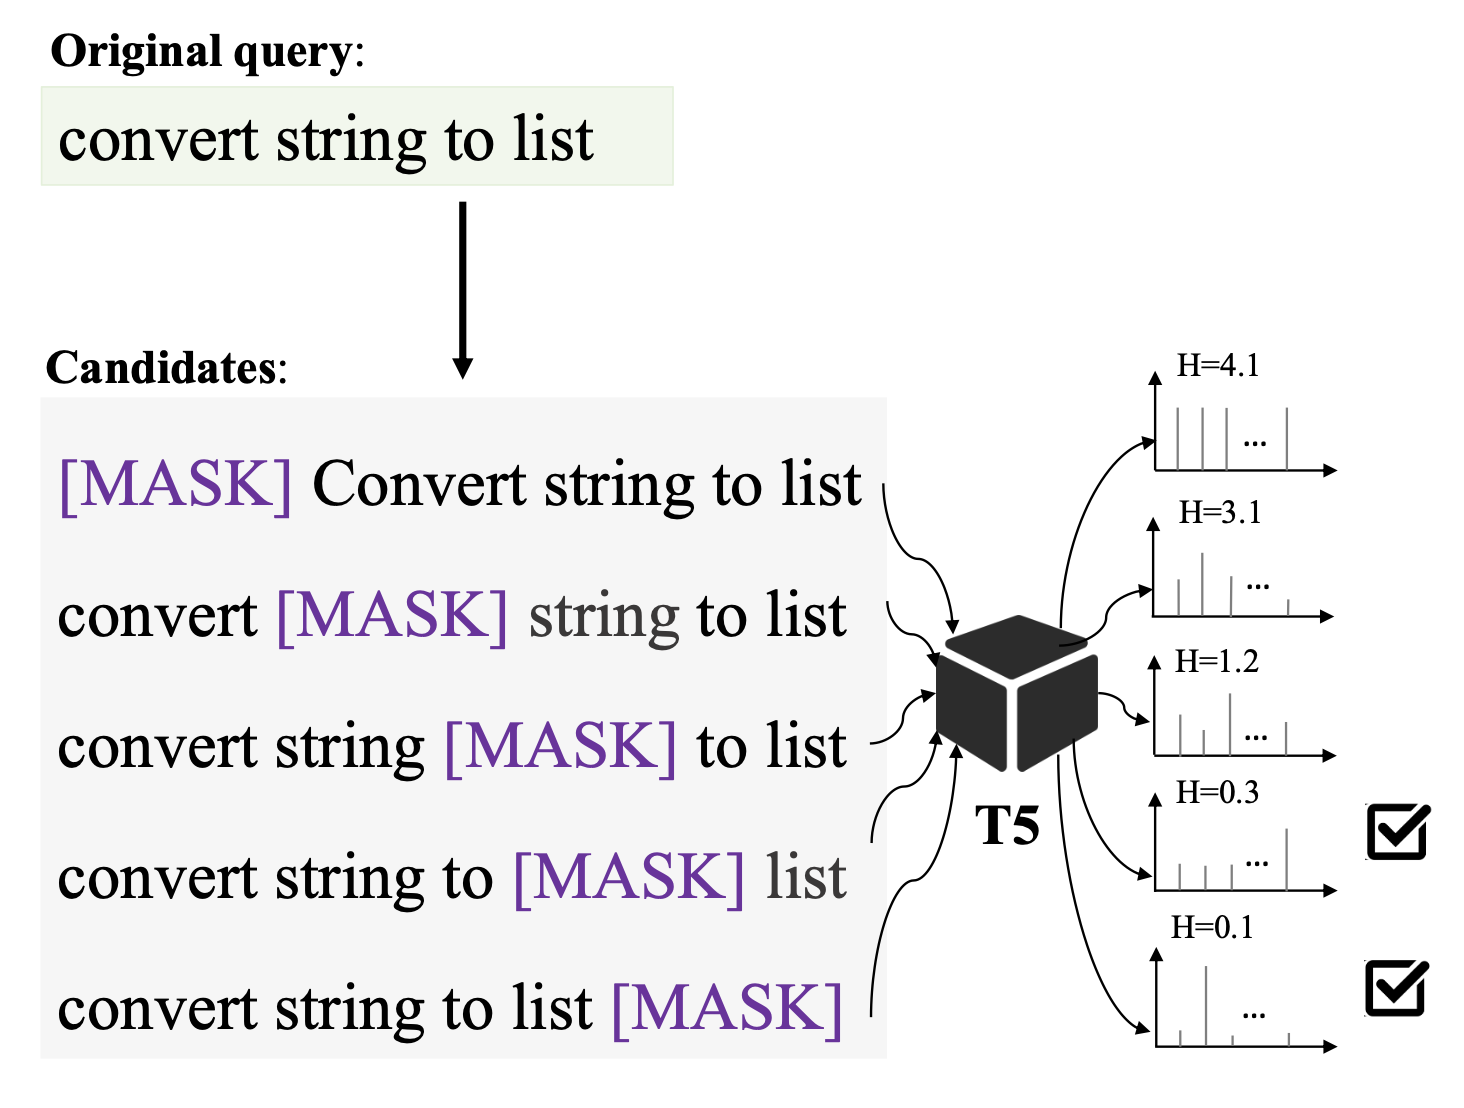 Original query:
convert string to list
Candidates:
[MASK] Convert string to list
convert [MASK] string to list
convert string [MASK] to list
convert string to [MASK] list
convert string to list [MASK]
T5
H=4.1
...
H=3.1
...
H=1.2
...
H=0.3
...
H=0.1
...